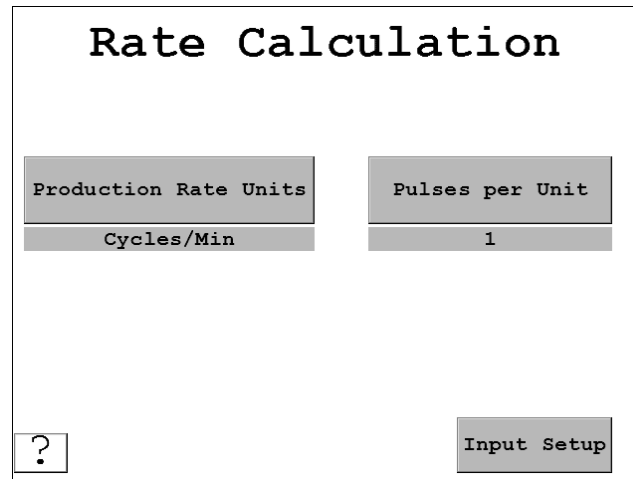 Rate Calculation
Production Rate Units
Pulses per Unit
Cycles/Min
1
?
Input Setup